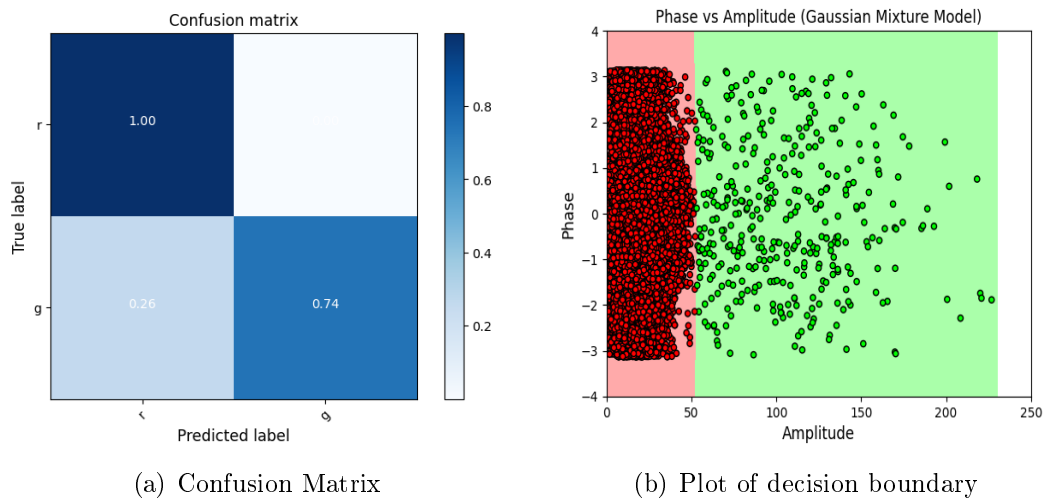 Confusion matrix
r
g
True label
1.00
0.26
0.74
r
g
Predicted label
0.8
0.6
0.4
0.2
(a) Confusion Matrix
Phase vs Amplitude (Gaussian Mixture Model)
4
3
2
1
0
−1
−2
−3
−4
Phase
0
50
100
150
200
250
Amplitude
(b) Plot of decision boundary